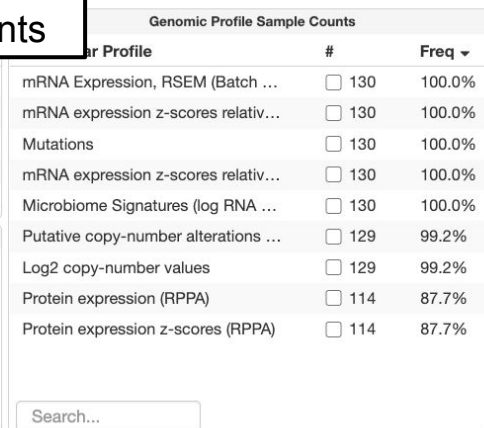 nts
Genomic Profile Sample Counts
ar Profile # Freq
mRNA Expression, RSEM (Batch ... 130 100.0%
mRNA expression z-scores relativ... 130 100.0%
Mutations 130 100.0%
mRNA expression z-scores relativ... 130 100.0%
Microbiome Signatures (log RNA ... 130 100.0%
Putative copy-number alterations ... 129 99.2%
Log2 copy-number values 129 99.2%
Protein expression (RPPA) 114 87.7%
Protein expression z-scores (RPPA) 114 87.7%
Search...